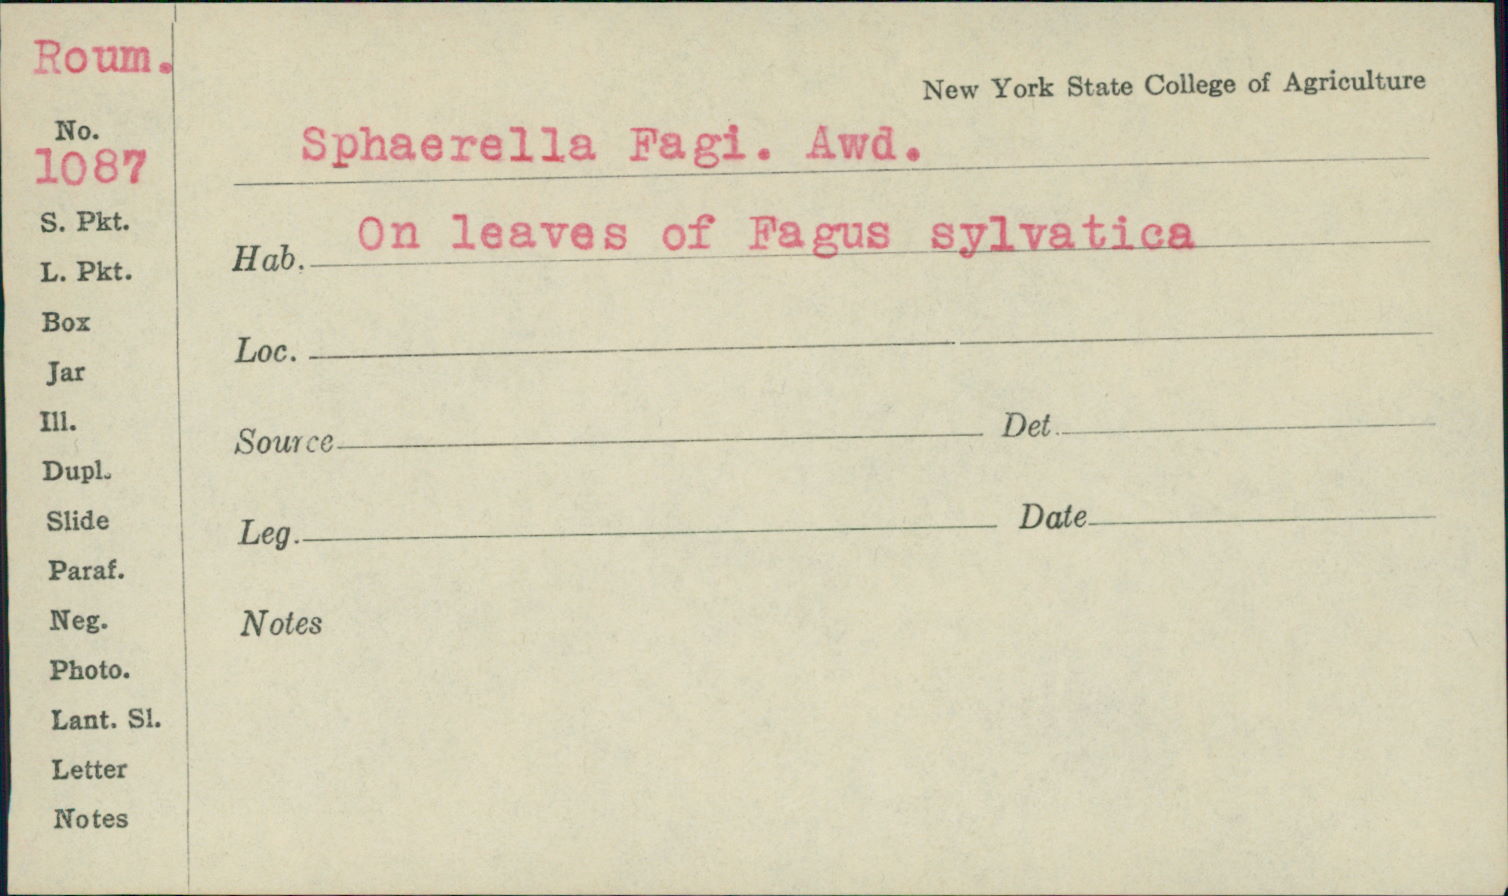 Roum.
New York State College of Agriculture
No.
1087
Sphaerella Fagi. Awd.
S. Pkt.
Hab. On leaves of Fagus sylvatica
L. Pkt.
Box
Loc.
Jar
Ill.
Source Det.
Dupl.
Slide
Leg. Date
Paraf.
Neg.
Notes
Photo.
Lant. Sl.
Letter
Notes